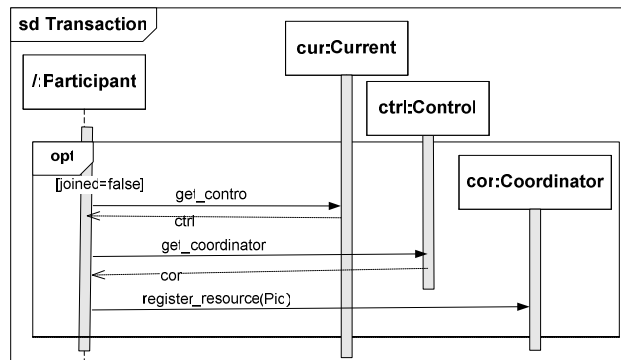 sd Transaction
cur:Current
/:Participant
ctrl:Control
opt
[joined=false]
cor:Coordinator
get_contro
ctrl
get_coordinator
cor
register_resource(Pic)